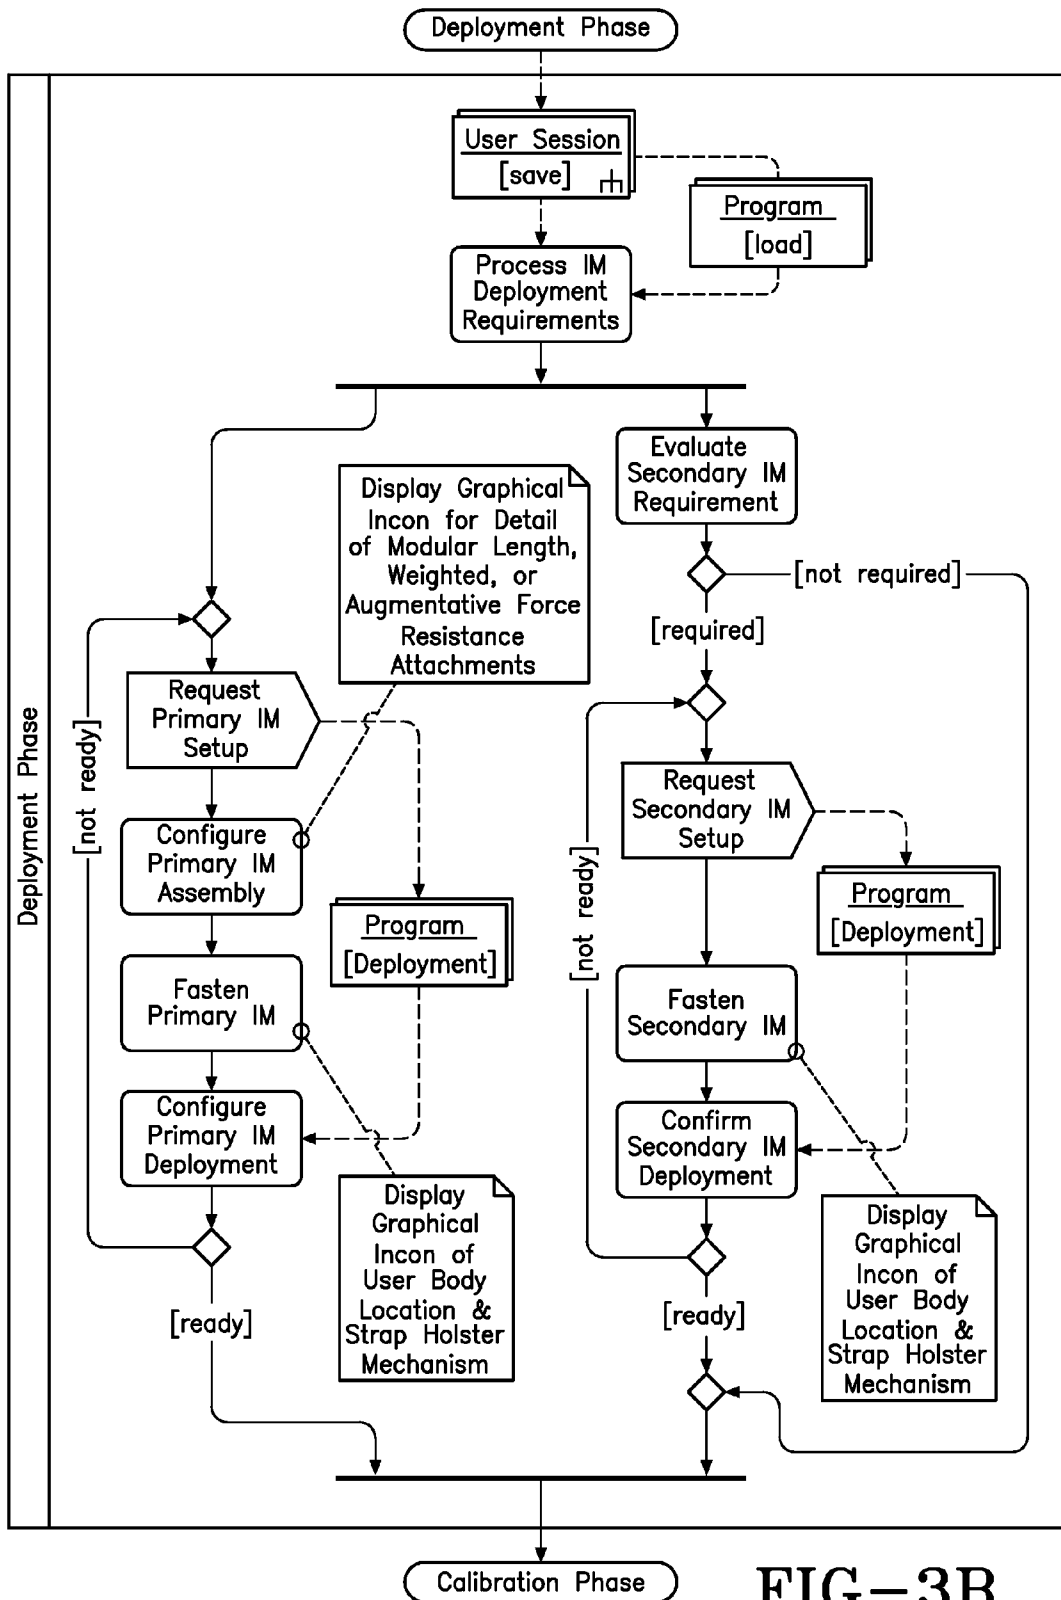 Deployment Phase
User Session
[save]
Program
[load]
Process IM
Deployment
Requirements
Evaluate
Secondary IM
Requirement
[not required]
[required]
Display Graphical
Incon for Detail
of Modular Length,
Weighted, or
Augmentative Force
Resistance
Attachments
Request
Primary IM
Setup
[not ready]
Configure
Primary IM
Assembly
Program
[Deployment]
Fasten
Primary IM
Configure
Primary IM
Deployment
Display
Graphical
Incon of
User Body
Location &
Strap Holster
Mechanism
[ready]
Request
Secondary IM
Setup
[not ready]
Program
[Deployment]
Fasten
Secondary IM
Confirm
Secondary IM
Deployment
Display
Graphical
Incon of
User Body
Location &
Strap Holster
Mechanism
[ready]
Deployment Phase
Calibration Phase
FIG-3B